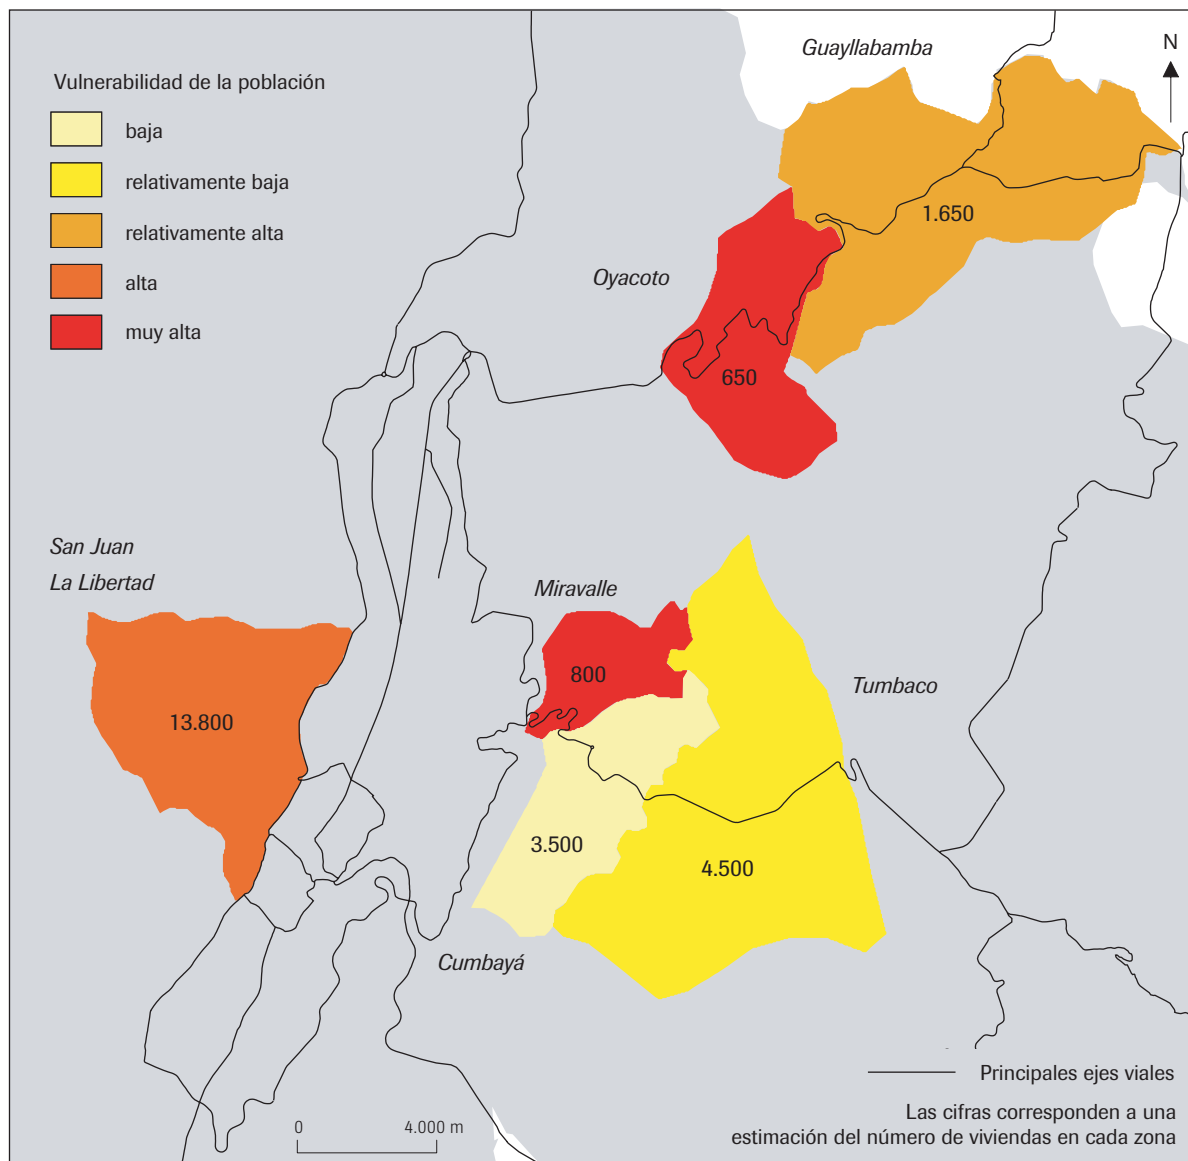 Guayllabamba
N
Vulnerabilidad de la población
baja
relativamente baja
relativamente alta
alta
muy alta
1.650
Oyacoto
650
San Juan
La Libertad
Miravalle
800
Tumbaco
13.800
3.500
4.500
Cumbayá
Principales ejes viales
Las cifras corresponden a una
estimación del número de viviendas en cada zona
0 4.000 m